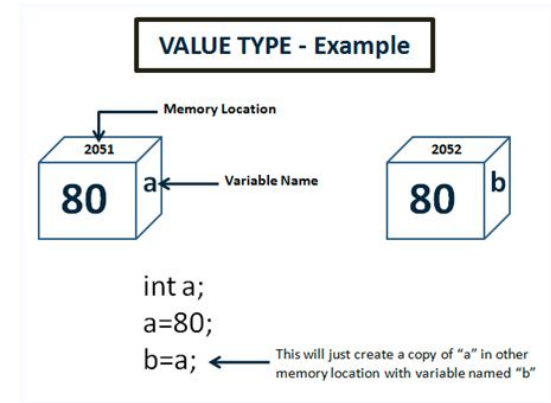 VALUE TYPE - Example
Memory Location
2051
80
a
Variable Name
2052
80
b
int a;
a=80;
b=a;
This will just create a copy of “a” in other
memory location with variable named “b”